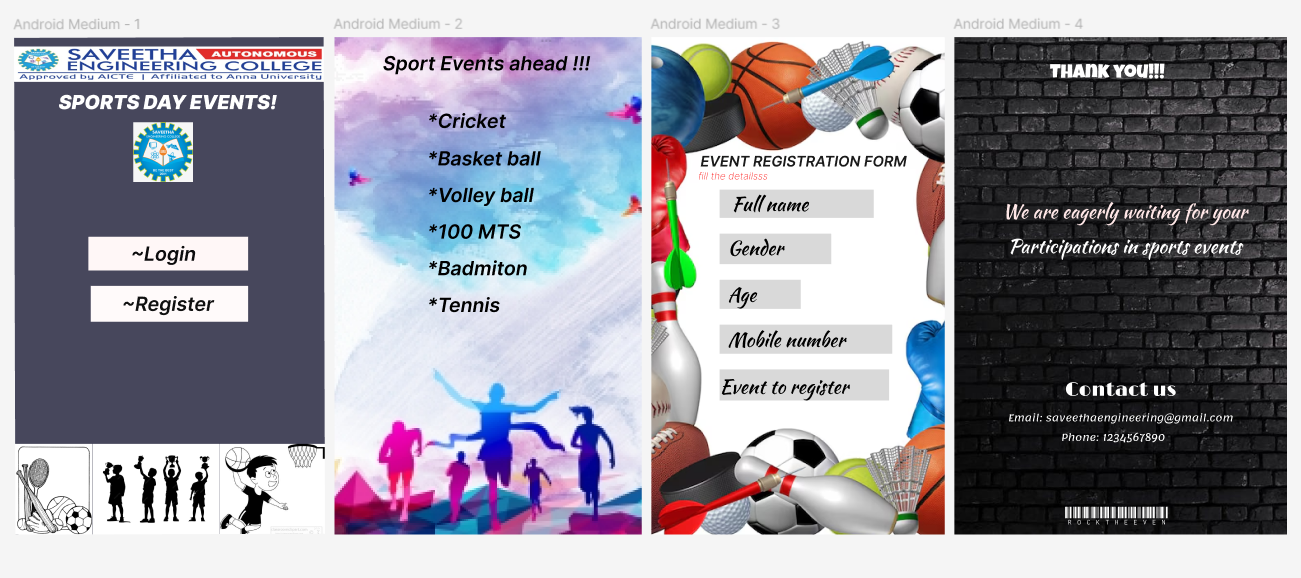 Android Medium - 1
SAVEETHA AUTONOMOUS
ENGINEERING COLLEGE
Approved by AICTE | Affiliated to Anna University
SPORTS DAY EVENTS!
SAVEETHA
ENGINEERING COLLEGE
~Login
~Register
Android Medium - 2
Sport Events ahead !!!
*Cricket
*Basket ball
*Volley ball
*100 MTS
*Badmiton
*Tennis
Android Medium - 3
EVENT REGISTRATION FORM
fill the detailsss
Full name
Gender
Age
Mobile number
Event to register
Android Medium - 4
THANK YOU!!!
We are eagerly waiting for your
Participations in sports events
Contact us
Email: saveethaengineering@gmail.com
Phone: 1234567890
ROCKTHEEVEN